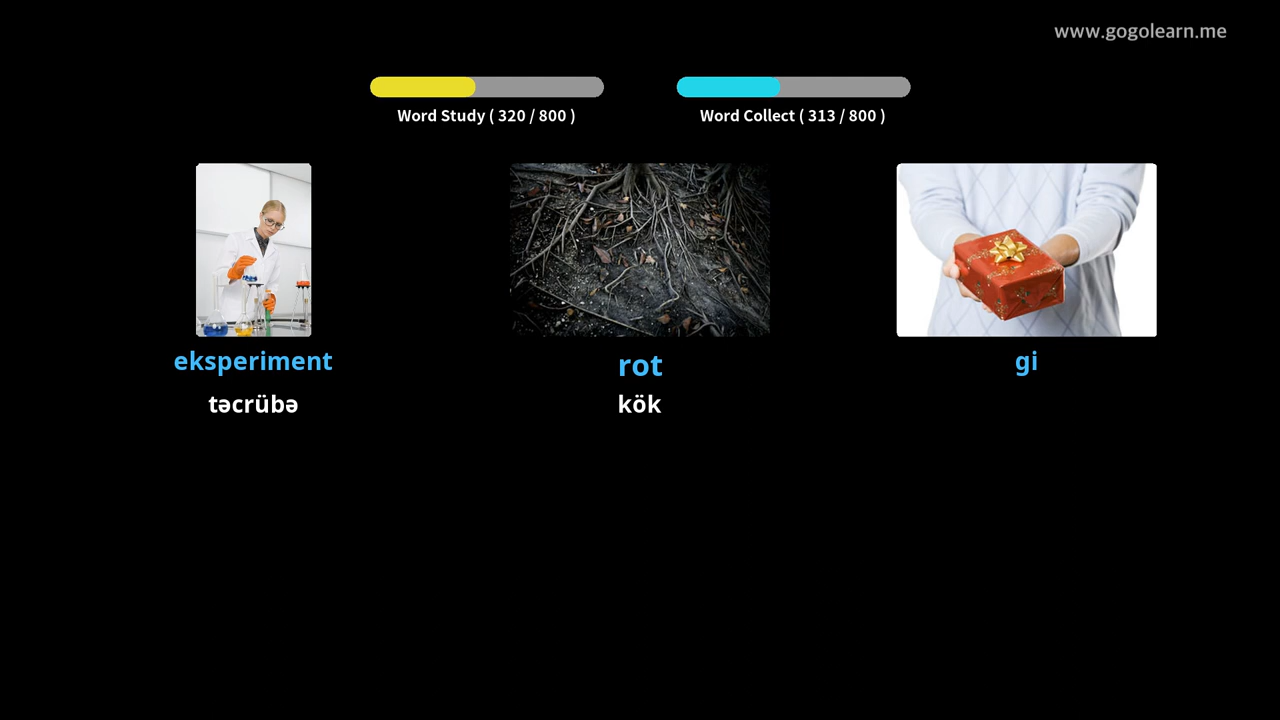 www.gogolearn.me
Word Study ( 320 / 800 )
Word Collect ( 313 / 800 )
eksperiment
rot
gi
təcrübə
kök